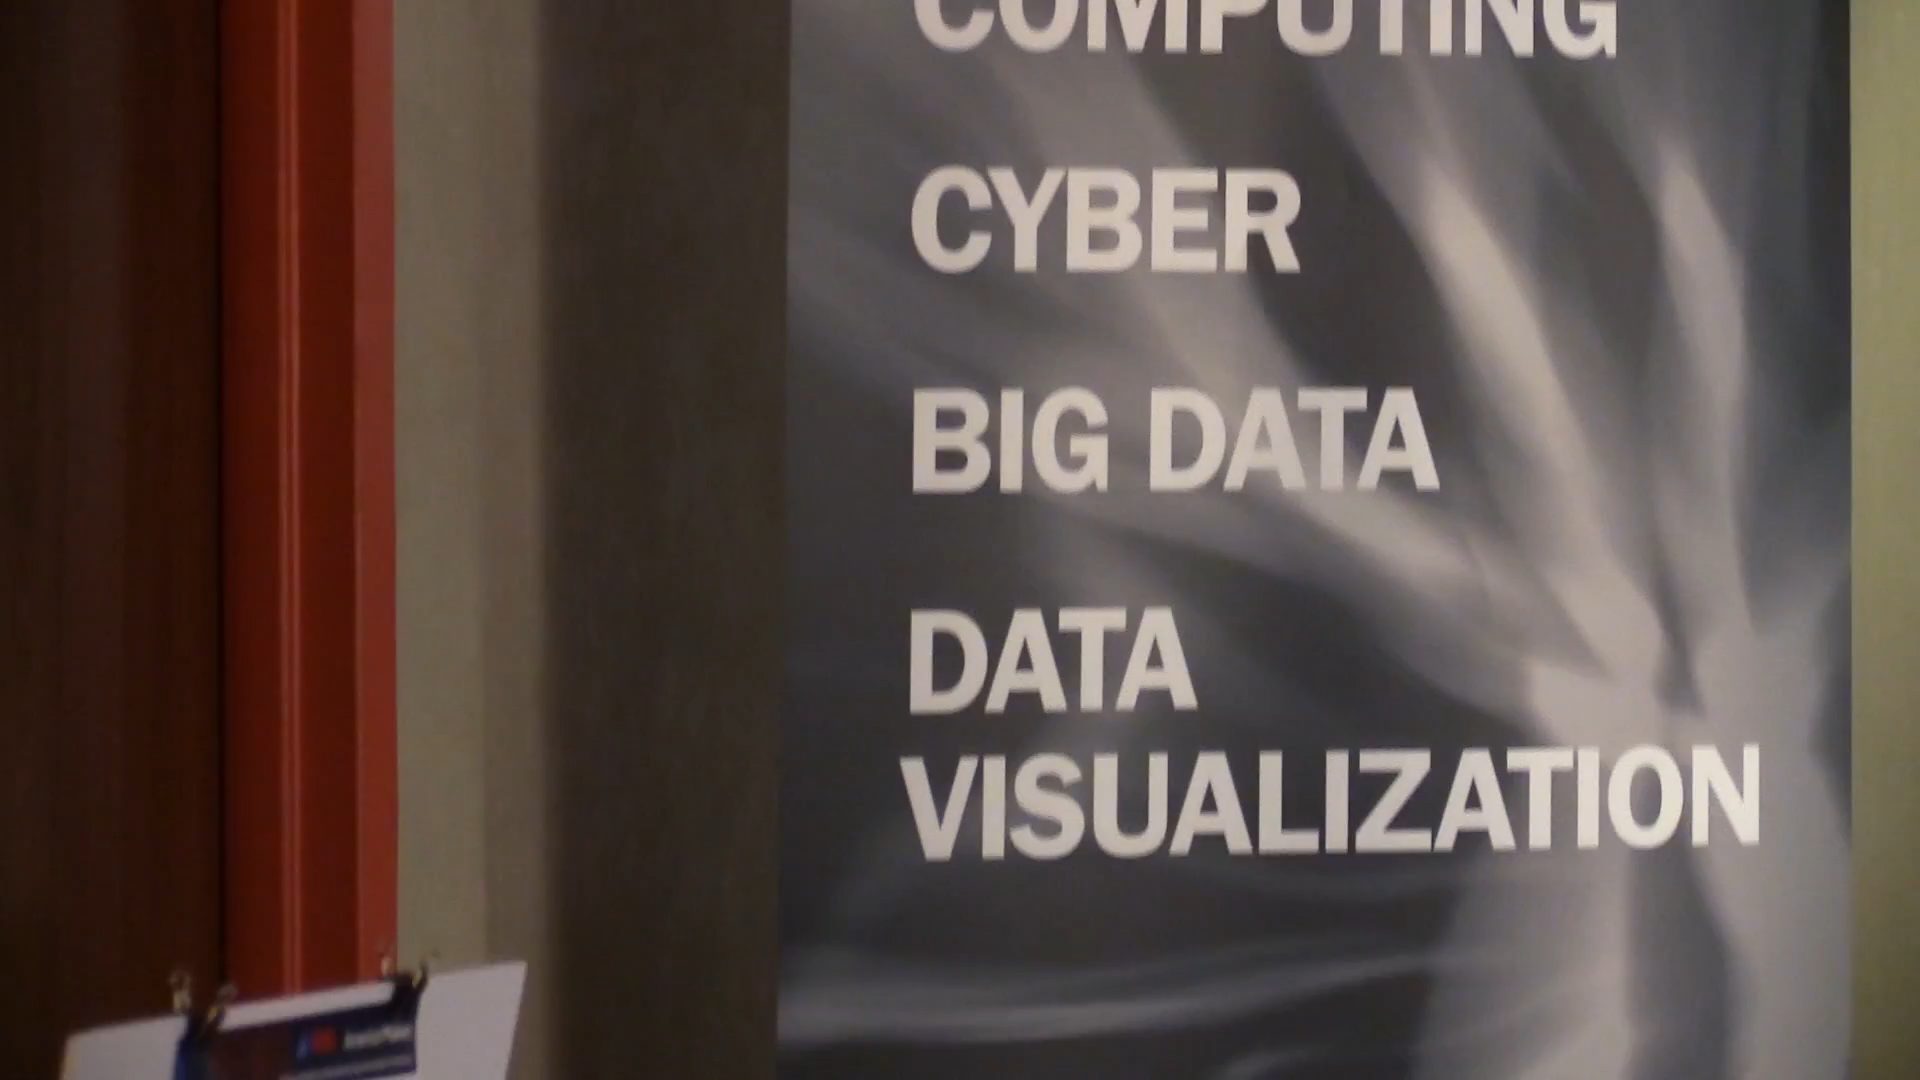 COMPUTING
CYBER
BIG DATA
DATA
VISUALIZATION